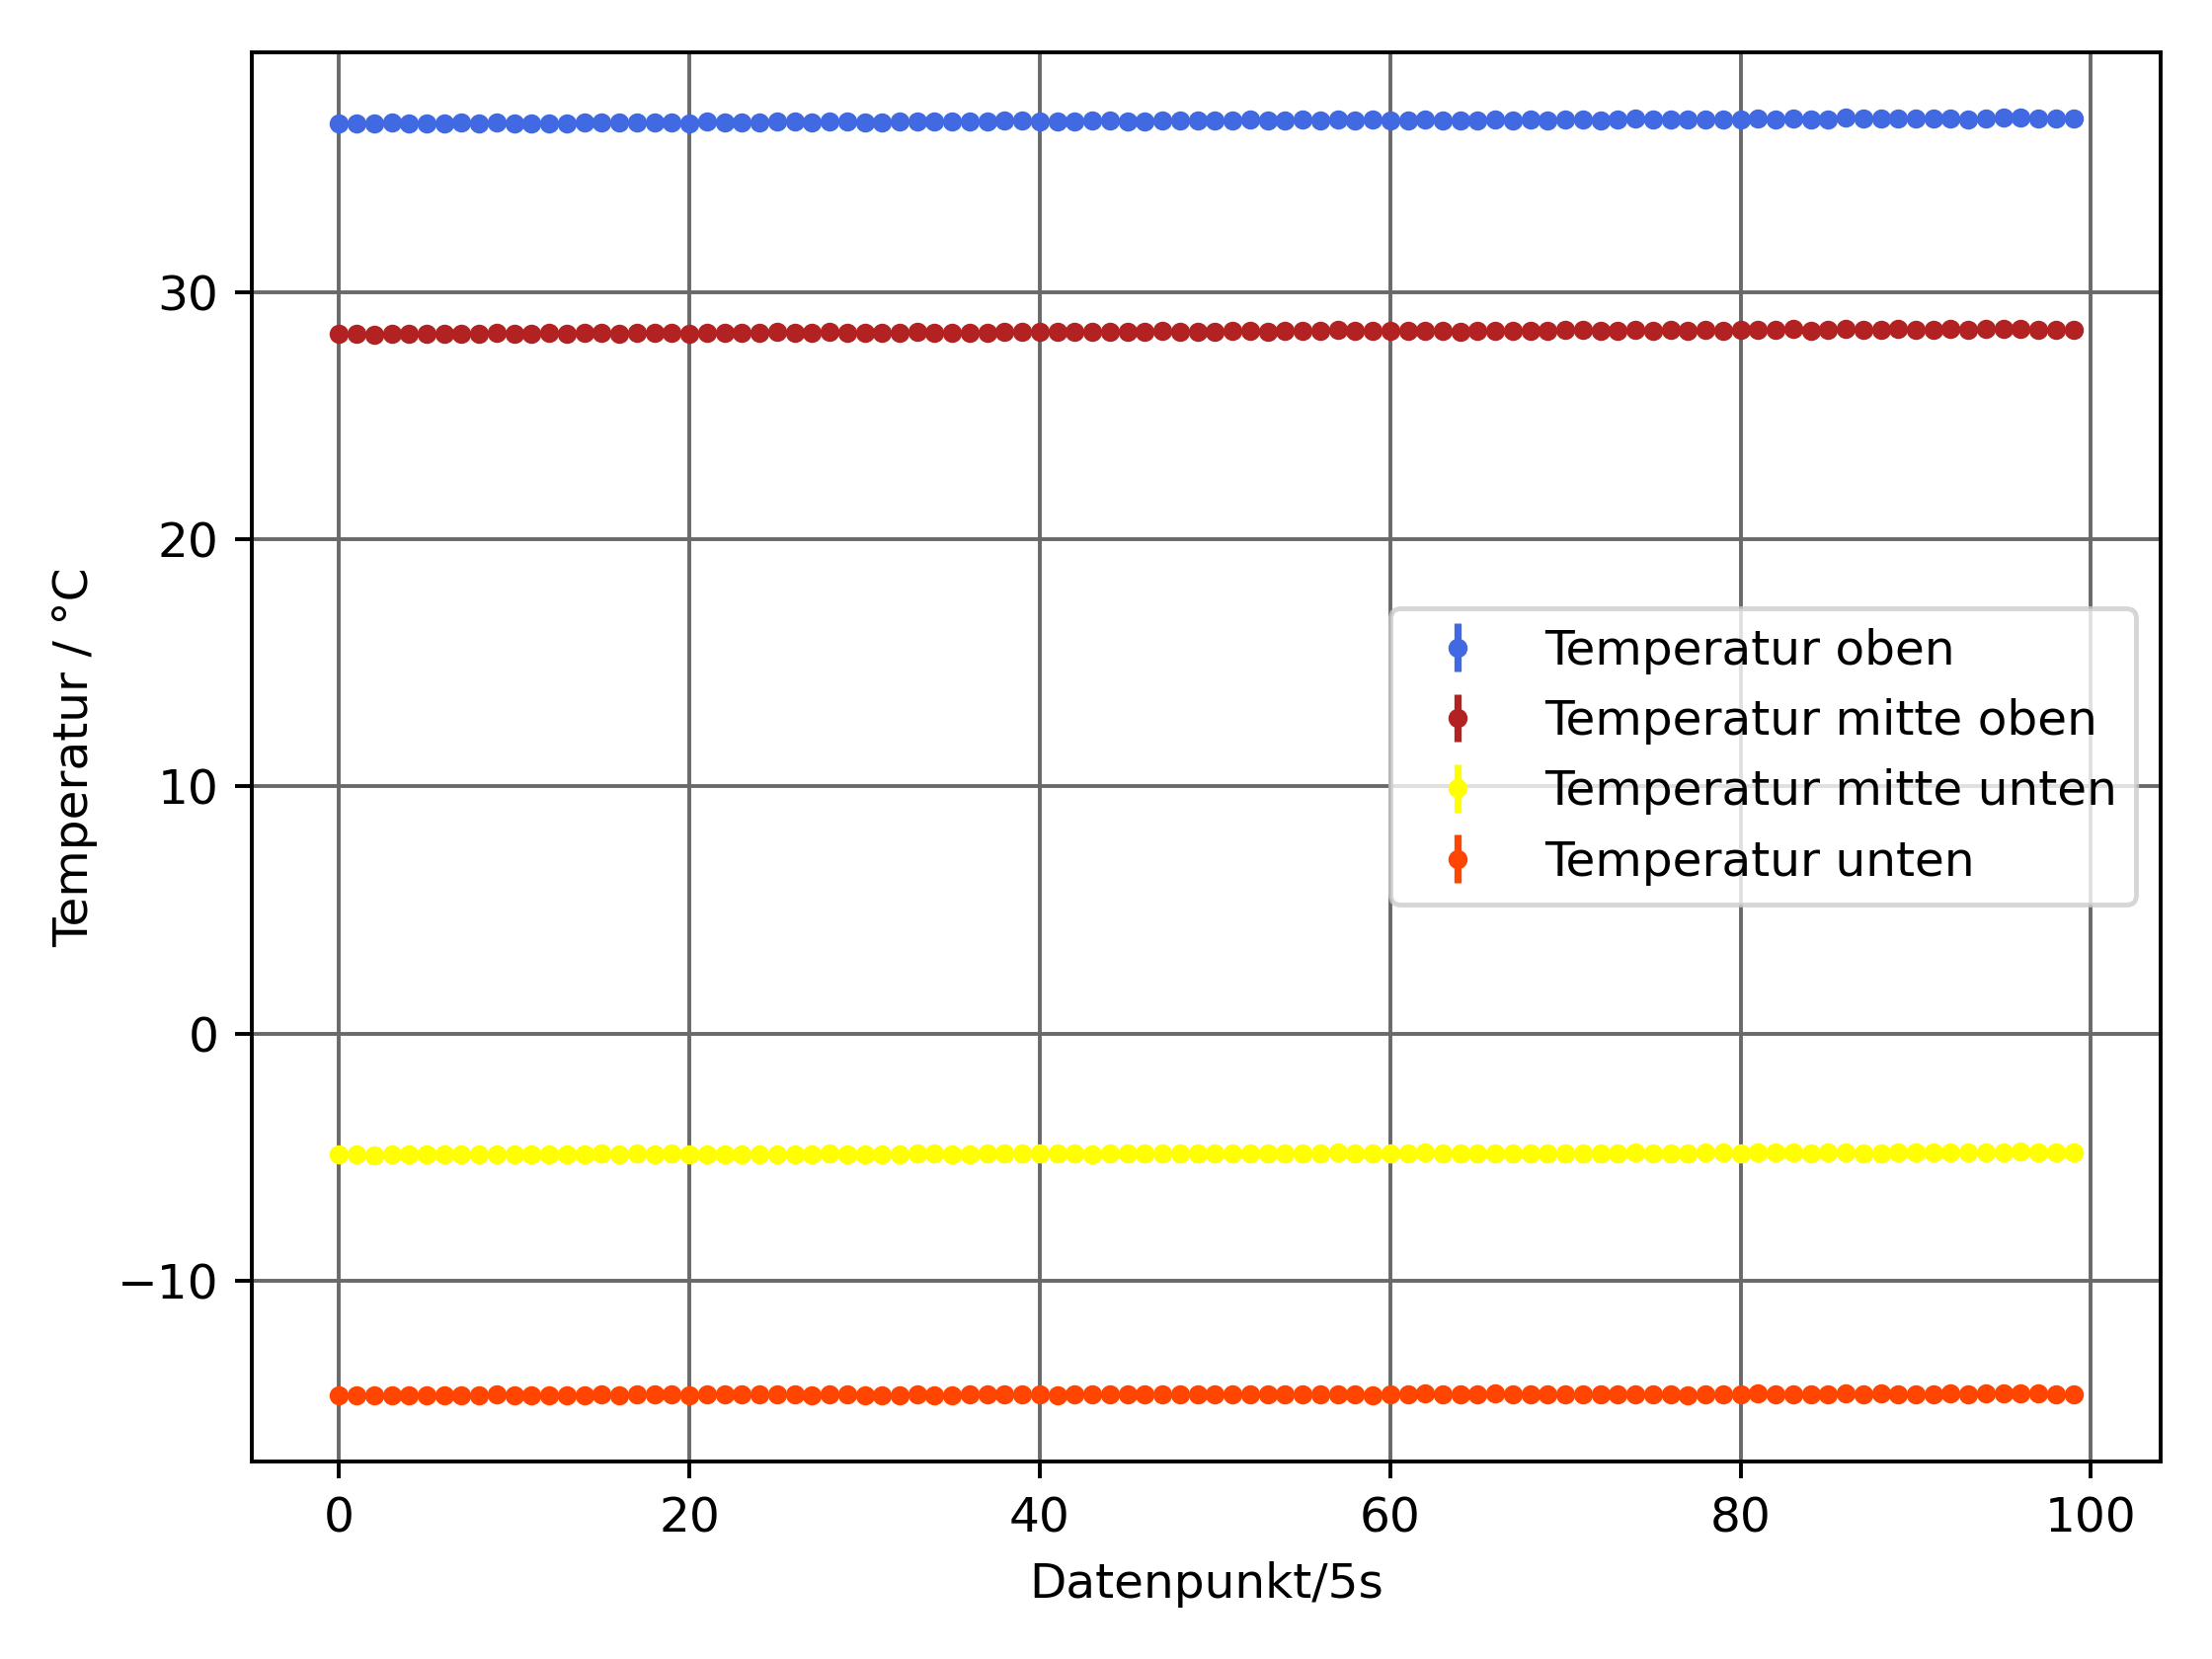 30
20
10
0
−10
Temperatur / °C
Temperatur oben
Temperatur mitte oben
Temperatur mitte unten
Temperatur unten
0 20 40 60 80 100
Datenpunkt/5s